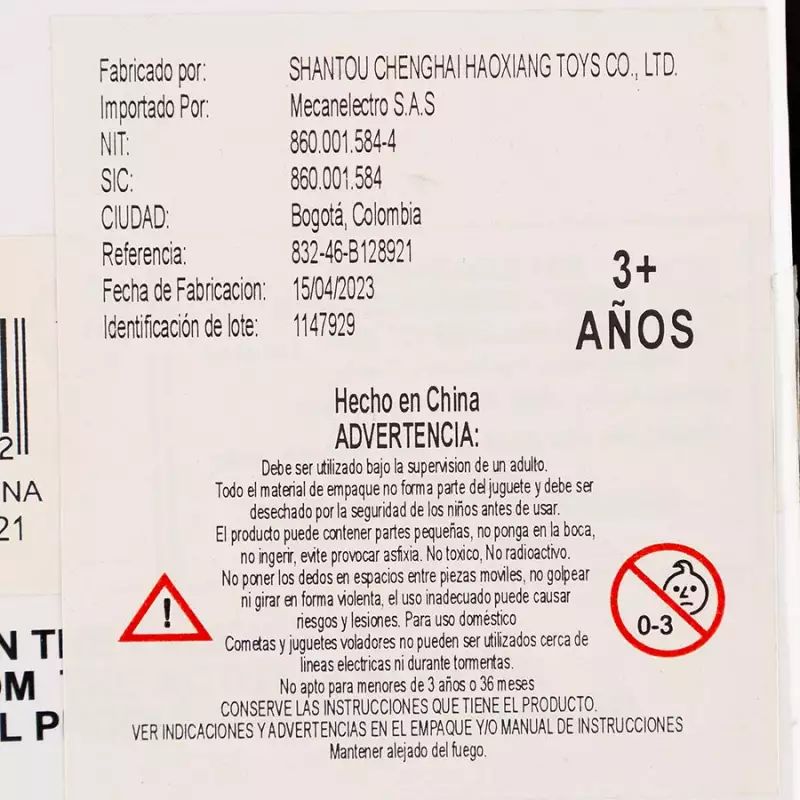 Fabricado por: SHANTOU CHENGHAI HAOXIANG TOYS CO., LTD.
Importado Por: Mecanelectro S.A.S
NIT: 860.001.584-4
SIC: 860.001.584
CIUDAD: Bogotá, Colombia
Referencia: 832-46-B128921
Fecha de Fabricacion: 15/04/2023
Identificación de lote: 1147929
3+
AÑOS
Hecho en China
ADVERTENCIA:
Debe ser utilizado bajo la supervision de un adulto.
Todo el material de empaque no forma parte del juguete y debe ser
desechado por la seguridad de los niños antes de usar.
El producto puede contener partes pequeñas, no ponga en la boca,
no ingerir, evite provocar asfixia. No toxico, No radioactivo.
No poner los dedos en espacios entre piezas moviles, no golpear
ni girar en forma violenta, el uso inadecuado puede causar
riesgos y lesiones. Para uso doméstico
Cometas y juguetes voladores no pueden ser utilizados cerca de
lineas electricas ni durante tormentas.
No apto para menores de 3 años o 36 meses
CONSERVE LAS INSTRUCCIONES QUE TIENE EL PRODUCTO.
VER INDICACIONES Y ADVERTENCIAS EN EL EMPAQUE Y/O MANUAL DE INSTRUCCIONES
Mantener alejado del fuego.
!
0-3
2
NA
21